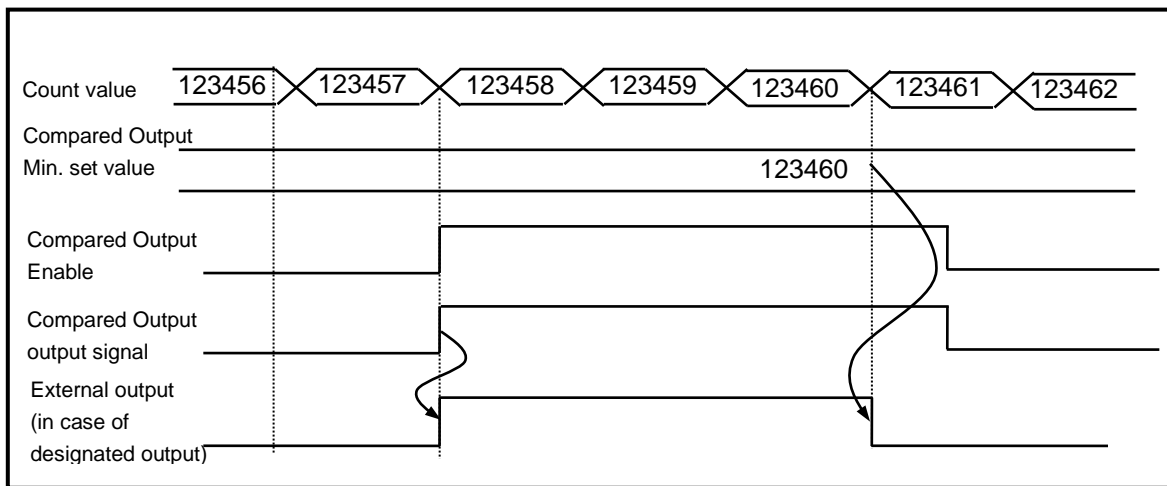 Count value
123456 123457 123458 123459 123460 123461 123462
Compared Output
Min. set value
123460
Compared Output
Enable
Compared Output
output signal
External output
(in case of
designated output)